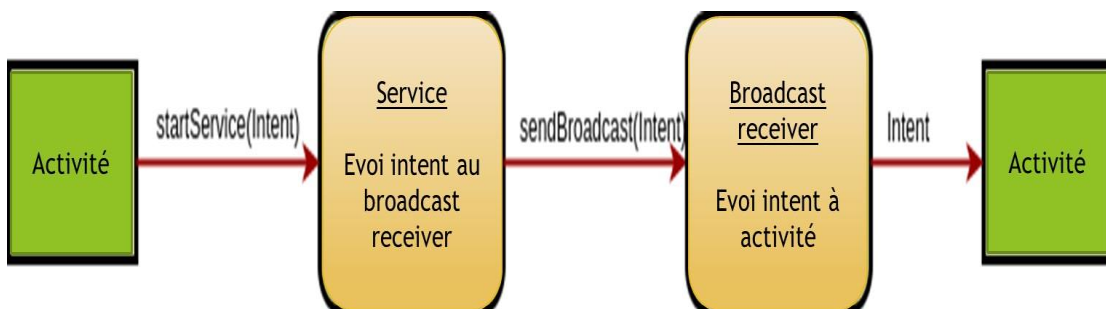 Activité
startService(Intent)
Service
Evoi intent au
broadcast
receiver
sendBroadcast(Intent)
Broadcast
receiver
Evoi intent à
activité
Intent
Activité